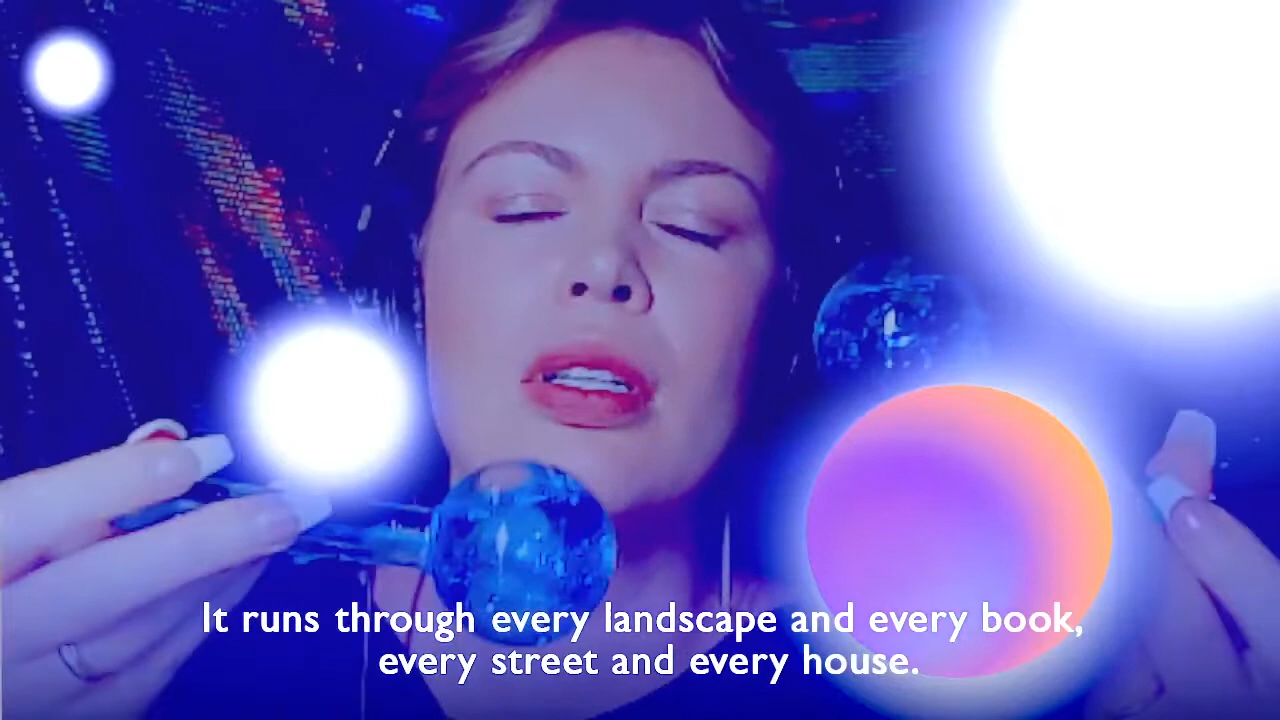 It runs through every landscape and every book,
every street and every house.